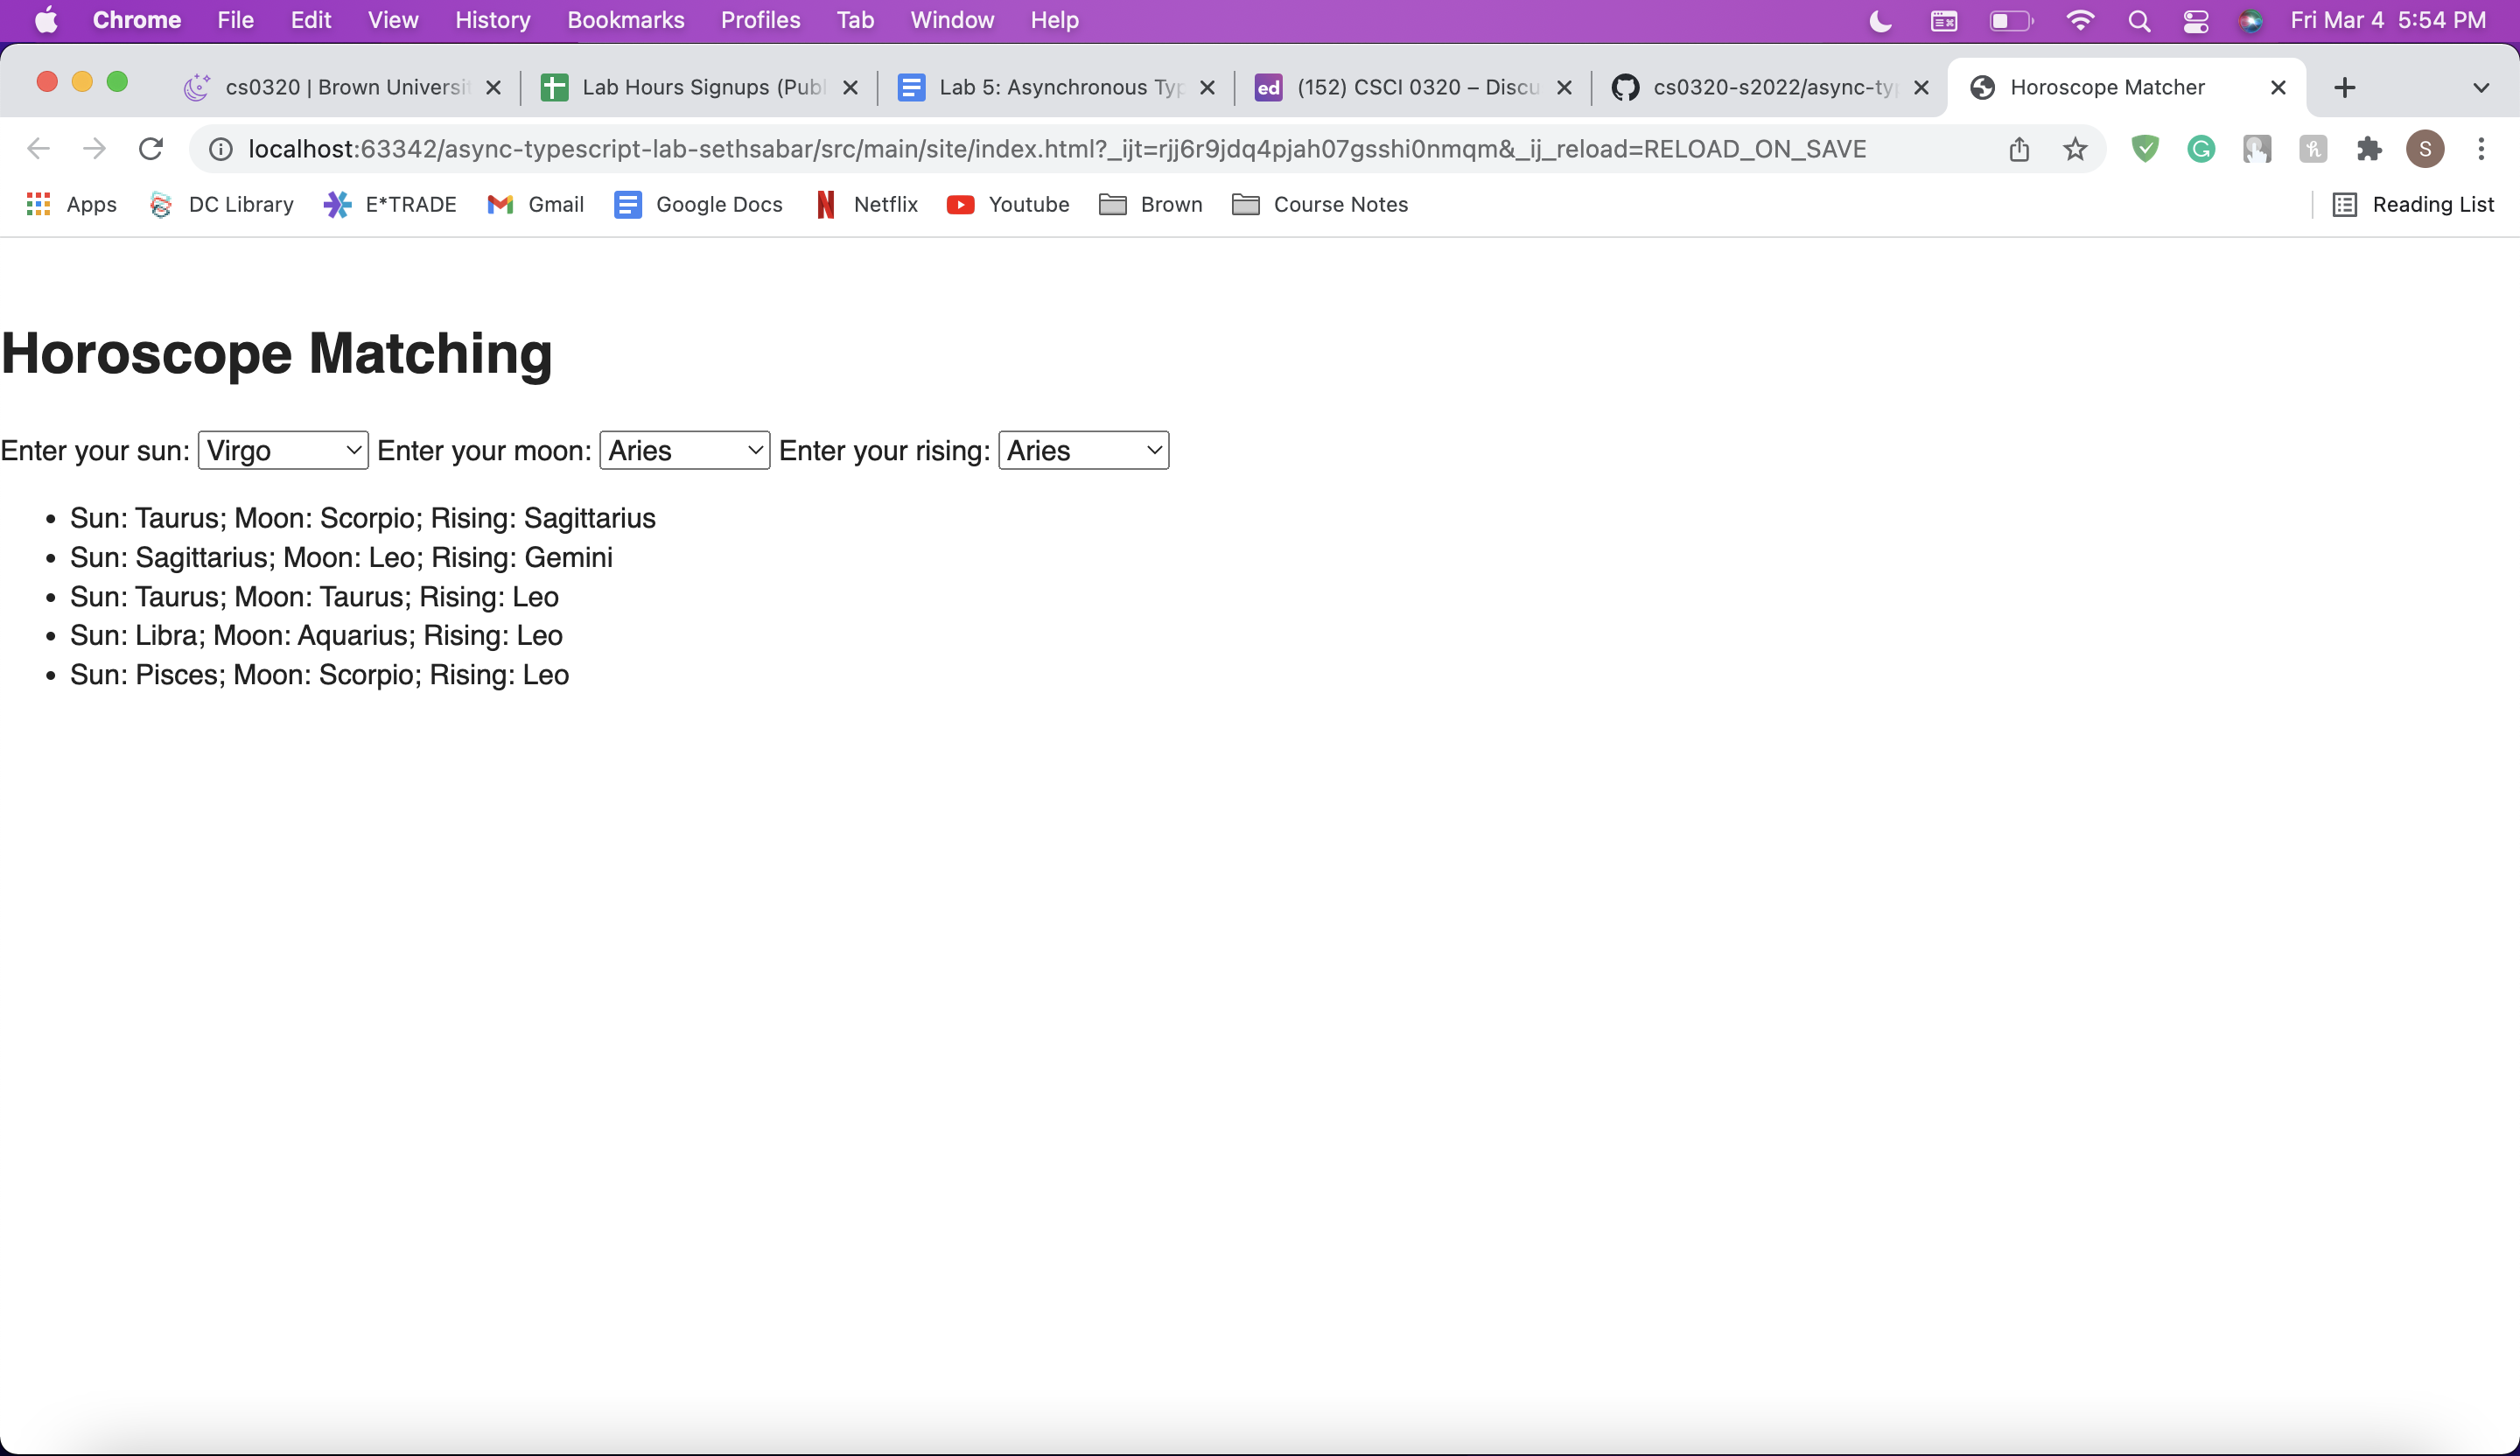 Chrome File Edit View History Bookmarks Profiles Tab Window Help Fri Mar 4 5:54 PM
cs0320 | Brown Universit Lab Hours Signups (Publ Lab 5: Asynchronous Typ ed (152) CSCI 0320 – Discu cs0320-s2022/async-typ Horoscope Matcher
localhost:63342/async-typescript-lab-sethsabar/src/main/site/index.html?_ijt=rjj6r9jdq4pjah07gsshi0nmqm&_ij_reload=RELOAD_ON_SAVE S
Apps DC Library E*TRADE Gmail Google Docs Netflix Youtube Brown Course Notes Reading List
Horoscope Matching
Enter your sun: Virgo Enter your moon: Aries Enter your rising: Aries
• Sun: Taurus; Moon: Scorpio; Rising: Sagittarius
• Sun: Sagittarius; Moon: Leo; Rising: Gemini
• Sun: Taurus; Moon: Taurus; Rising: Leo
• Sun: Libra; Moon: Aquarius; Rising: Leo
• Sun: Pisces; Moon: Scorpio; Rising: Leo